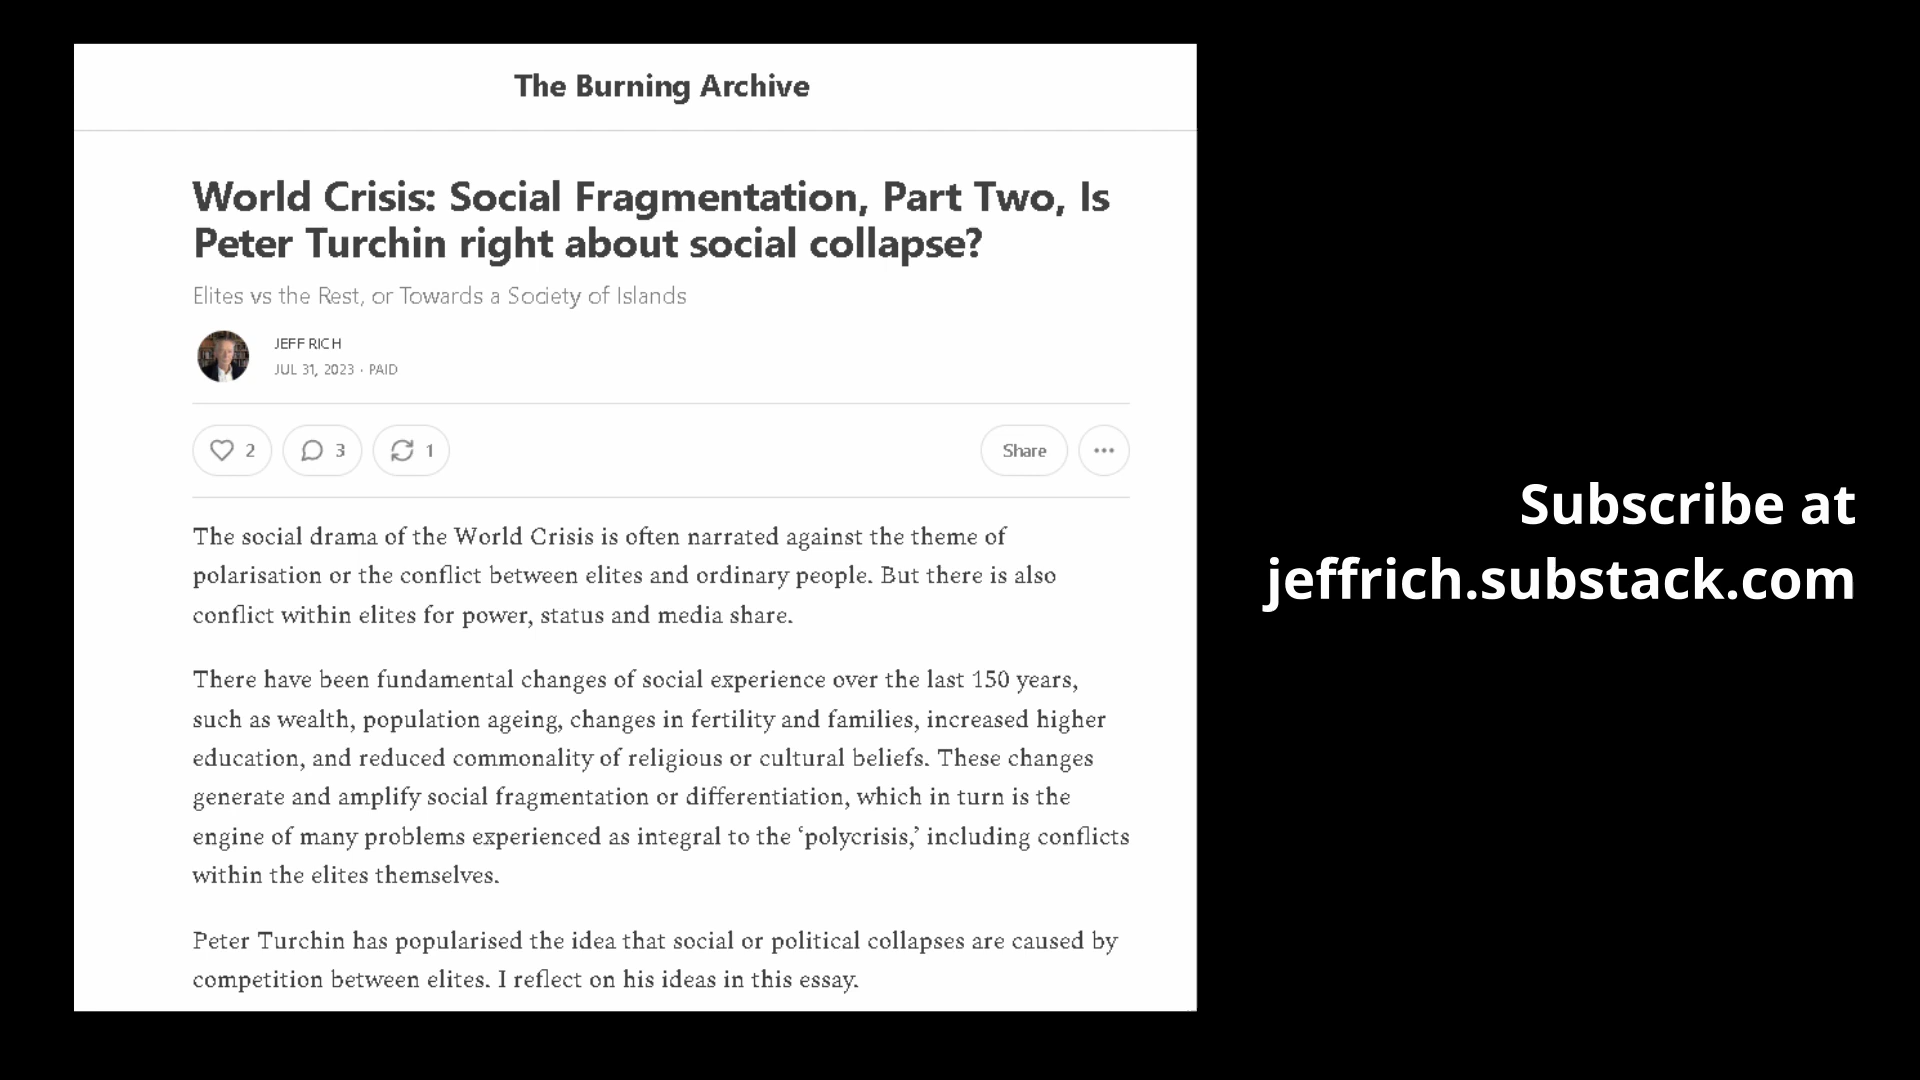 The Burning Archive
World Crisis: Social Fragmentation, Part Two, Is
Peter Turchin right about social collapse?
Elites vs the Rest, or Towards a Society of Islands
JEFF RICH
JUL 31, 2023 · PAID
2
3
1
Share
The social drama of the World Crisis is often narrated against the theme of
polarisation or the conflict between elites and ordinary people. But there is also
conflict within elites for power, status and media share.
There have been fundamental changes of social experience over the last 150 years,
such as wealth, population ageing, changes in fertility and families, increased higher
education, and reduced commonality of religious or cultural beliefs. These changes
generate and amplify social fragmentation or differentiation, which in turn is the
engine of many problems experienced as integral to the ‘polycrisis,’ including conflicts
within the elites themselves.
Peter Turchin has popularised the idea that social or political collapses are caused by
competition between elites. I reflect on his ideas in this essay.
Subscribe at
jeffrich.substack.com